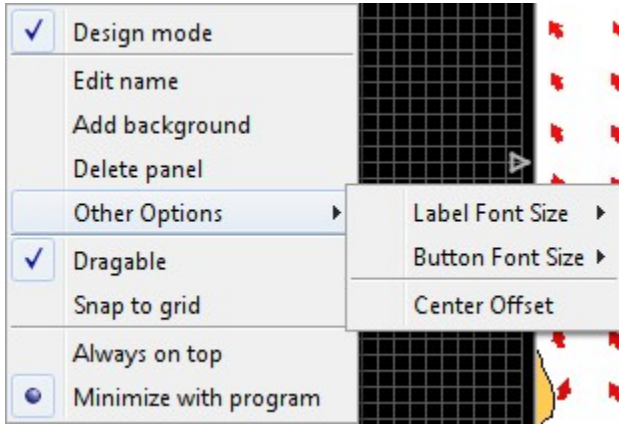 Design mode
Edit name
Add background
Delete panel
Other Options
Label Font Size
Button Font Size
Center Offset
Dragable
Snap to grid
Always on top
Minimize with program